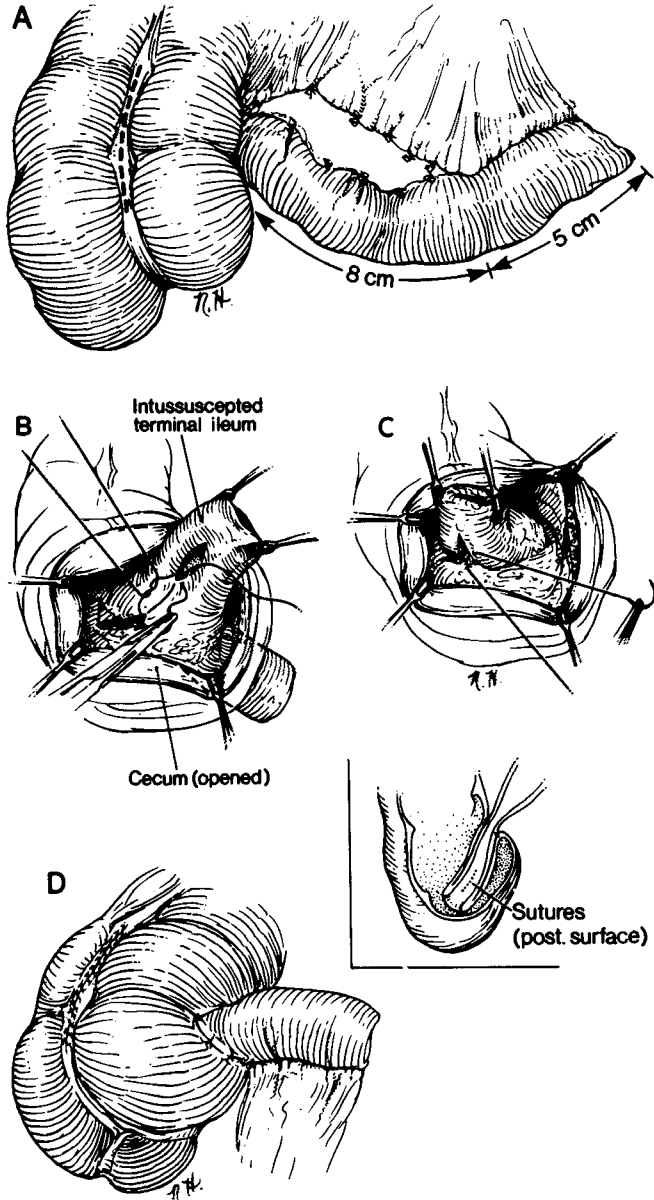 A
8 cm
5 cm
N.H.
B
Intussuscepted
terminal ileum
C
N.H.
Cecum (opened)
D
Sutures
(post. surface)
N.H.